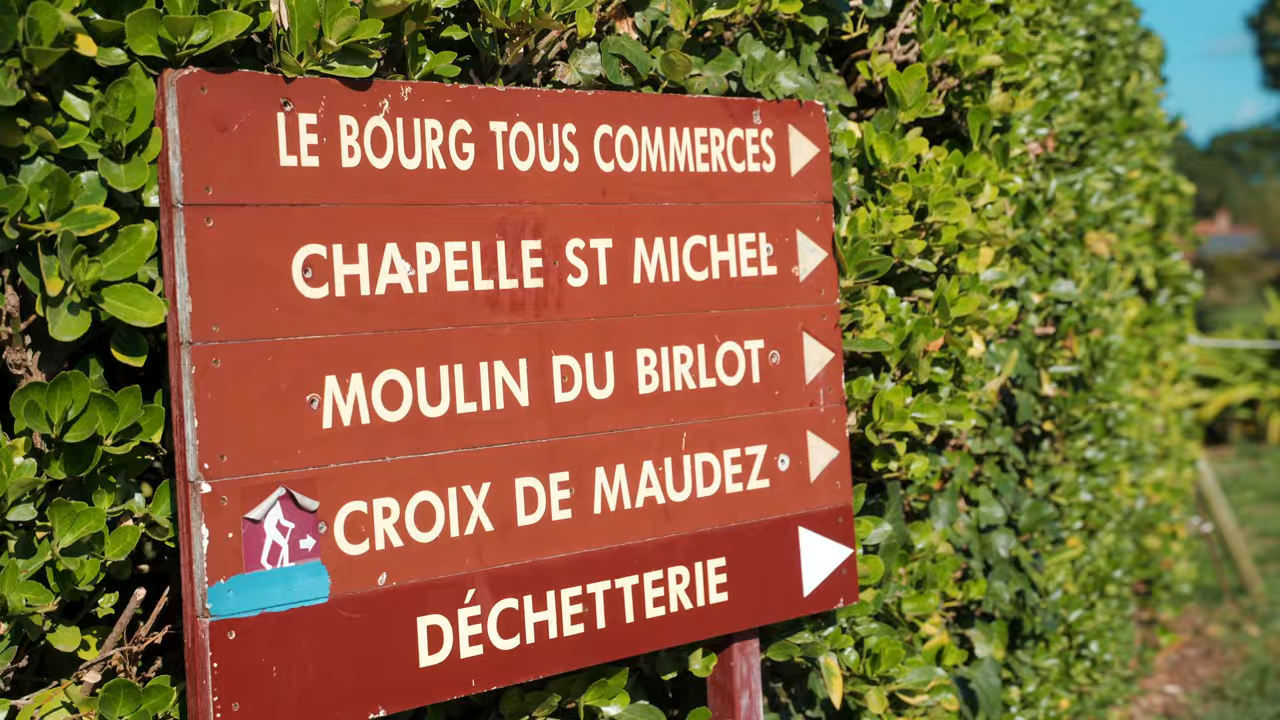 LE BOURG TOUS COMMERCES
CHAPELLE ST MICHEL
MOULIN DU BIRLOT
CROIX DE MAUDEZ
DÉCHETTERIE